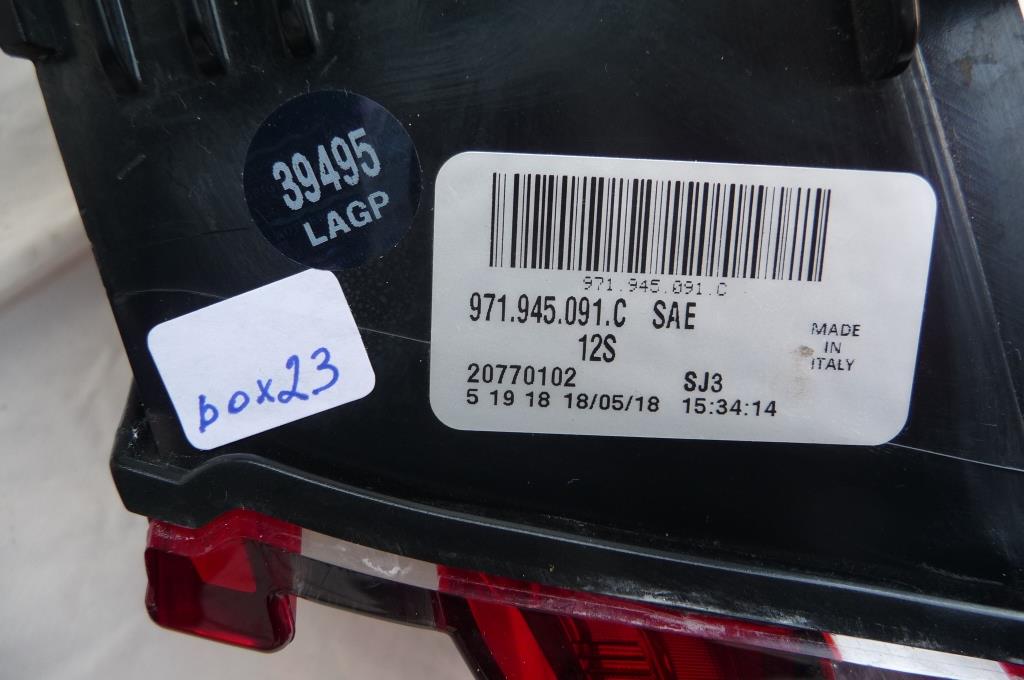 39495
LAGP
box23
971.945.091.C
971.945.091.C SAE
12S
MADE
IN
ITALY
20770102 SJ3
5 19 18 18/05/18 15:34:14